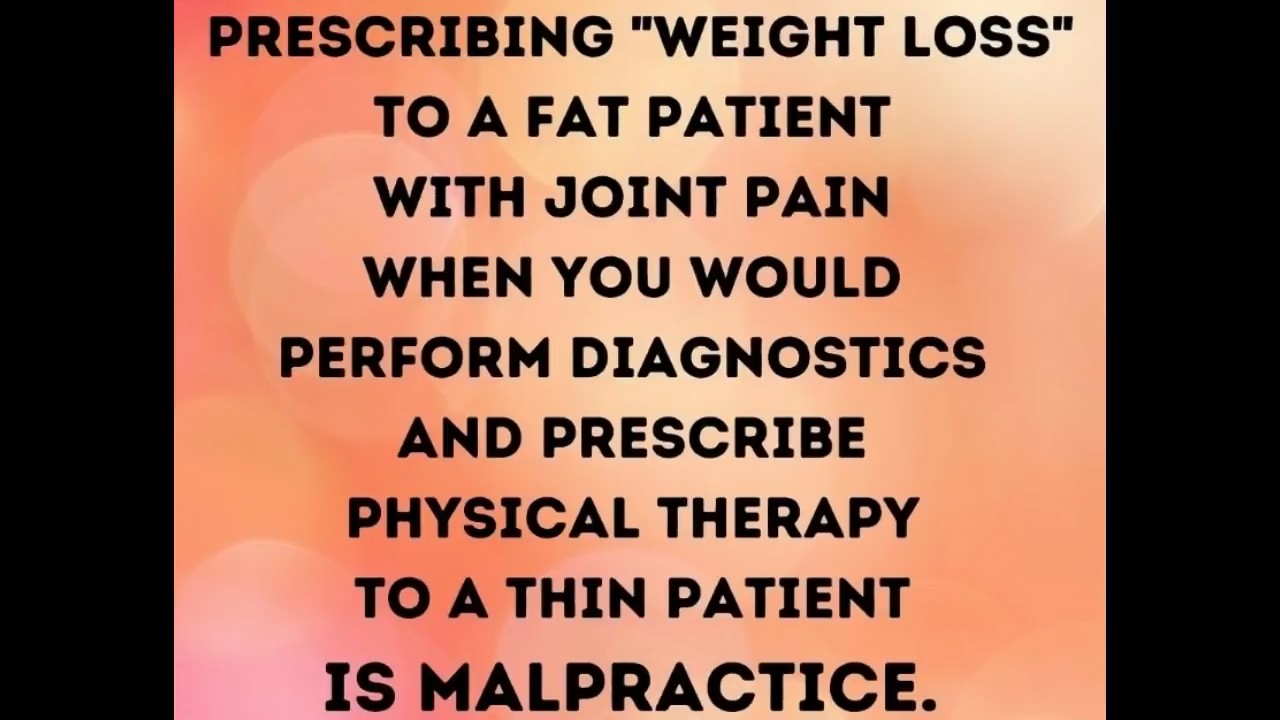 PRESCRIBING "WEIGHT LOSS"
TO A FAT PATIENT
WITH JOINT PAIN
WHEN YOU WOULD
PERFORM DIAGNOSTICS
AND PRESCRIBE
PHYSICAL THERAPY
TO A THIN PATIENT
IS MALPRACTICE.